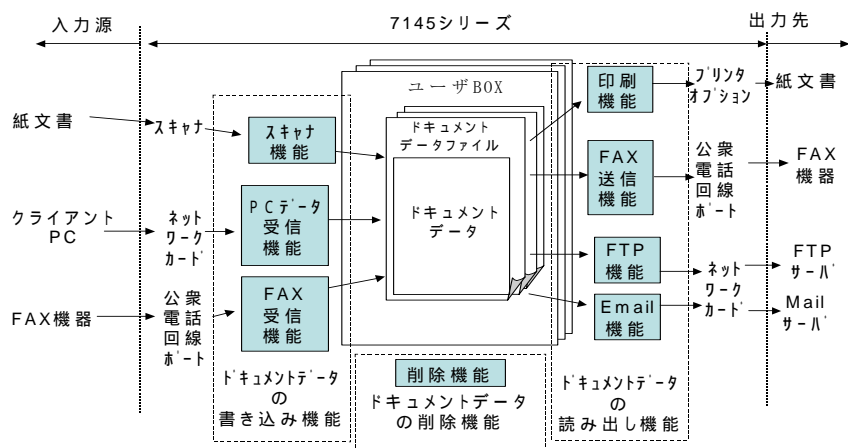 入力源
7145シリーズ
出力先
ユーザBOX
紙文書
スキャナ
スキャナ
機能
ドキュメント
データファイル
ドキュメント
データ
印刷
機能
プリンタ
オプション
紙文書
FAX
送信
機能
公衆
電話
回線
ポート
FAX
機器
クライアント
PC
ネット
ワーク
カード
PCデータ
受信
機能
FTP
機能
Email
機能
ネット
ワーク
カード
FTP
サーバ
Mail
サーバ
FAX機器
公衆
電話
回線
ポート
FAX
受信
機能
ドキュメントデータ
の
書き込み機能
削除機能
ドキュメントデータ
の削除機能
ドキュメントデータ
の
読み出し機能